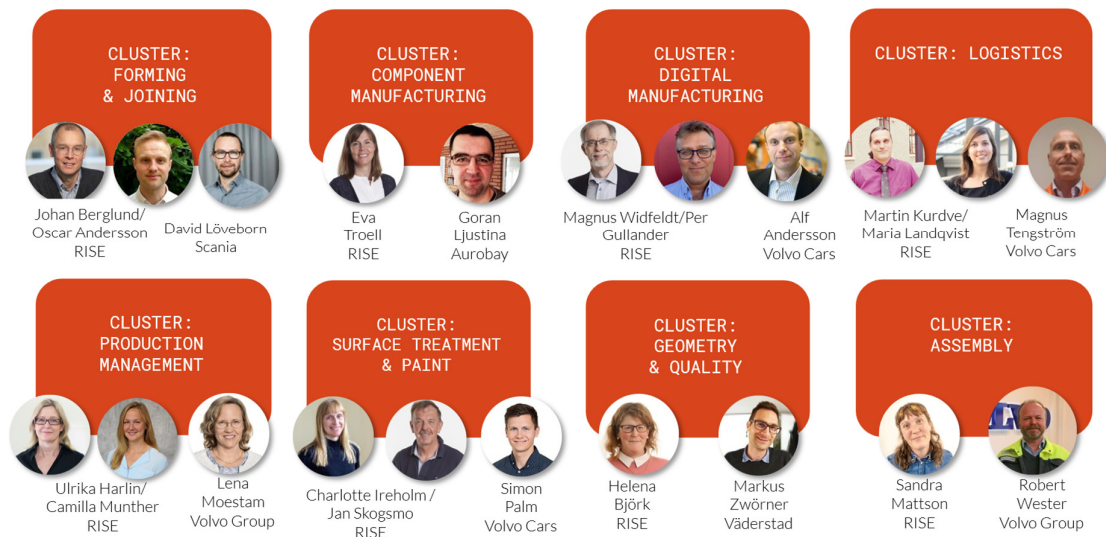 CLUSTER:
FORMING
& JOINING
Johan Berglund/
Oscar Andersson
RISE
David Löveborn
Scania
CLUSTER:
COMPONENT
MANUFACTURING
Eva
Troell
RISE
Goran
Ljustina
Aurobay
CLUSTER:
DIGITAL
MANUFACTURING
Magnus Widfeldt/Per
Gullander
RISE
Alf
Andersson
Volvo Cars
CLUSTER: LOGISTICS
Martin Kurdve/
Maria Landqvist
RISE
Magnus
Tengström
Volvo Cars
CLUSTER:
PRODUCTION
MANAGEMENT
Ulrika Harlin/
Camilla Munther
RISE
Lena
Moestam
Volvo Group
CLUSTER:
SURFACE TREATMENT
& PAINT
Charlotte Ireholm /
Jan Skogsmo
RISE
Simon
Palm
Volvo Cars
CLUSTER:
GEOMETRY
& QUALITY
Helena
Björk
RISE
Markus
Zwörner
Väderstad
CLUSTER:
ASSEMBLY
Sandra
Mattson
RISE
Robert
Wester
Volvo Group